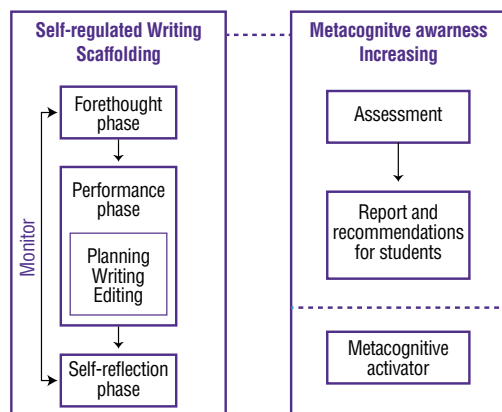 Self-regulated Writing
Scaffolding
Forethought
phase
Performance
phase
Planning
Writing
Editing
Self-reflection
phase
Monitor
Metacognitve awarness
Increasing
Assessment
Report and
recommendations
for students
Metacognitive
activator